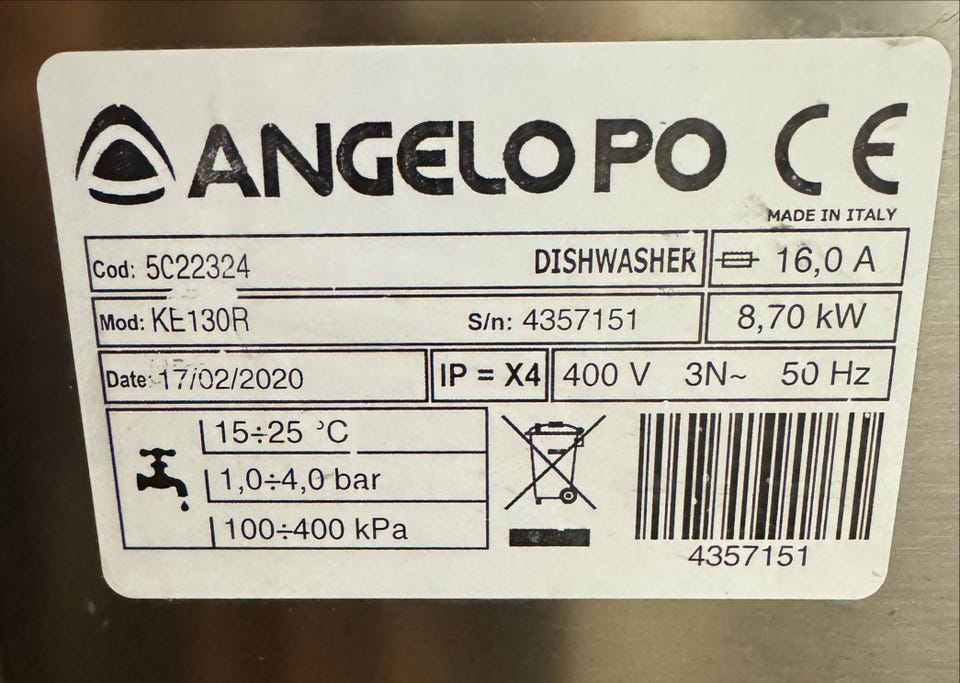 ANGELO PO CE
MADE IN ITALY
Cod: 5C22324 DISHWASHER 16,0 A
Mod: KE130R S/n: 4357151 8,70 kW
Date: 17/02/2020 IP = X4 400 V 3N~ 50 Hz
15÷25 °C
1,0÷4,0 bar
100÷400 kPa
4357151